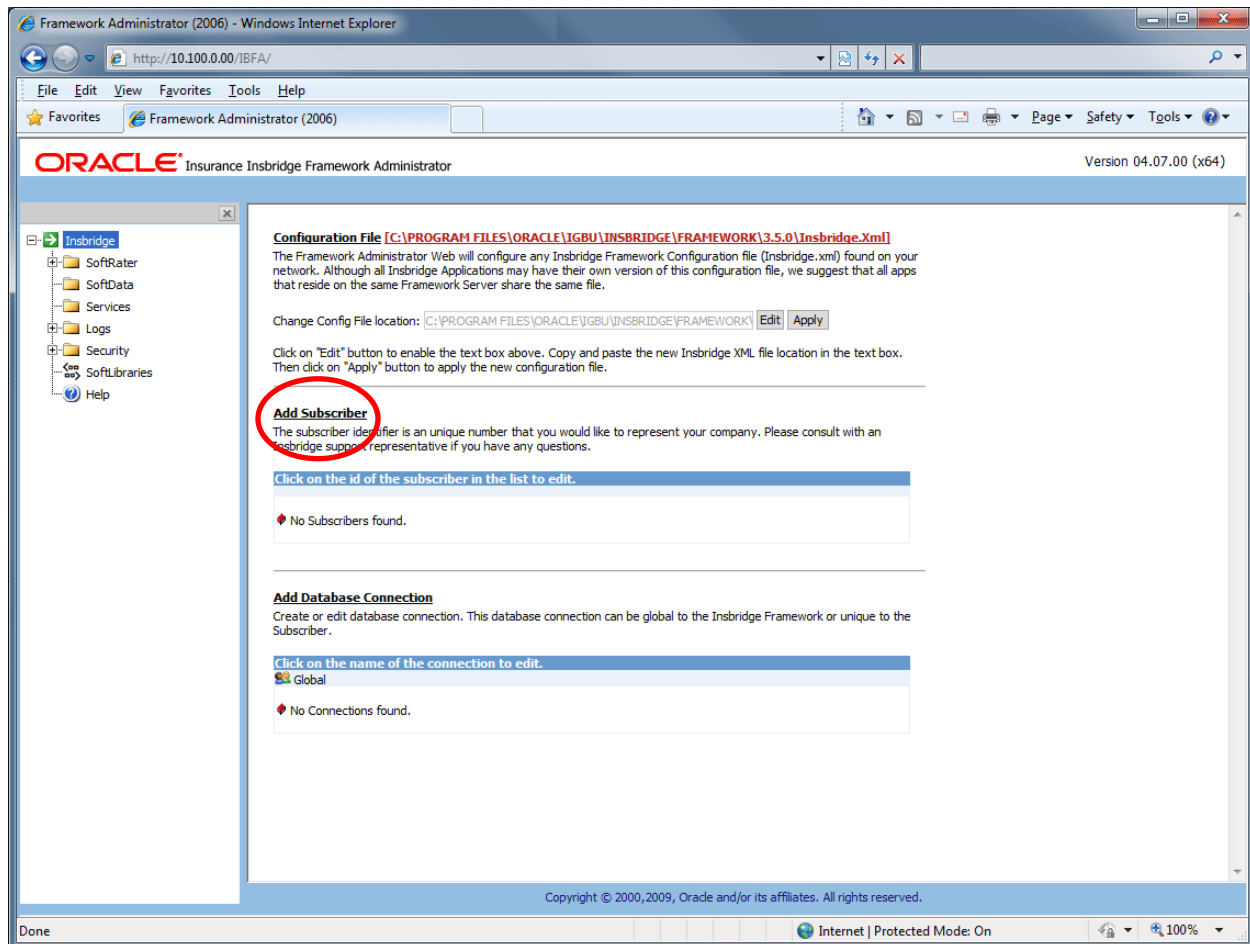 Framework Administrator (2006) - Windows Internet Explorer
http://10.100.0.00/IBFA/
File Edit View Favorites Tools Help
Favorites Framework Administrator (2006) Page Safety Tools
ORACLE Insurance Insbridge Framework Administrator Version 04.07.00 (x64)
Insbridge
SoftRater
SoftData
Services
Logs
Security
SoftLibraries
Help
Configuration File [C:\PROGRAM FILES\ORACLE\IGBU\INSBRIDGE\FRAMEWORK\3.5.0\Insbridge.Xml]
The Framework Administrator Web will configure any Insbridge Framework Configuration file (Insbridge.xml) found on your
network. Although all Insbridge Applications may have their own version of this configuration file, we suggest that all apps
that reside on the same Framework Server share the same file.
Change Config File location: C:\PROGRAM FILES\ORACLE\IGBU\INSBRIDGE\FRAMEWORK\ Edit Apply
Click on "Edit" button to enable the text box above. Copy and paste the new Insbridge XML file location in the text box.
Then click on "Apply" button to apply the new configuration file.
Add Subscriber
The subscriber identifier is an unique number that you would like to represent your company. Please consult with an
Insbridge support representative if you have any questions.
Click on the id of the subscriber in the list to edit.
No Subscribers found.
Add Database Connection
Create or edit database connection. This database connection can be global to the Insbridge Framework or unique to the
Subscriber.
Click on the name of the connection to edit.
Global
No Connections found.
Copyright © 2000,2009, Oracle and/or its affiliates. All rights reserved.
Done Internet | Protected Mode: On 100%